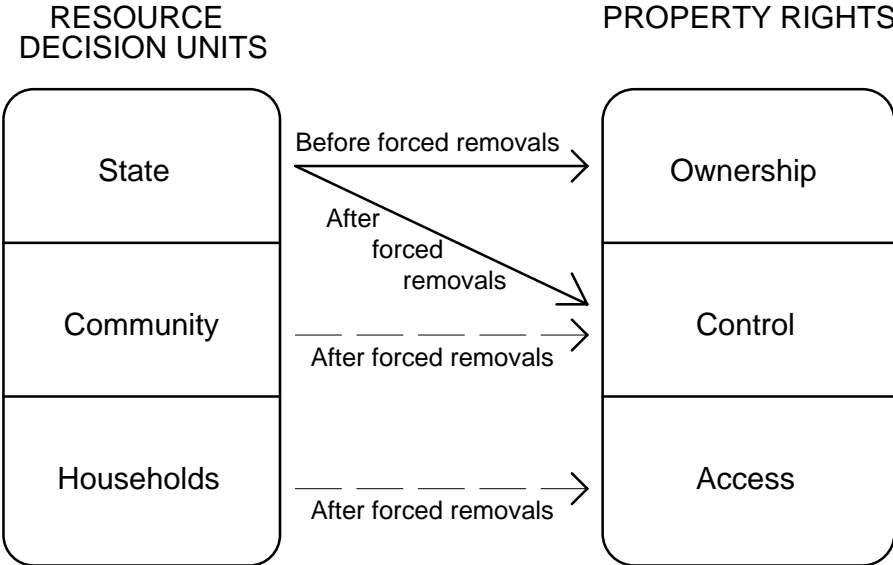 RESOURCE
DECISION UNITS
PROPERTY RIGHTS
State
Before forced removals
Ownership
After
forced
removals
Community
After forced removals
Control
Households
After forced removals
Access